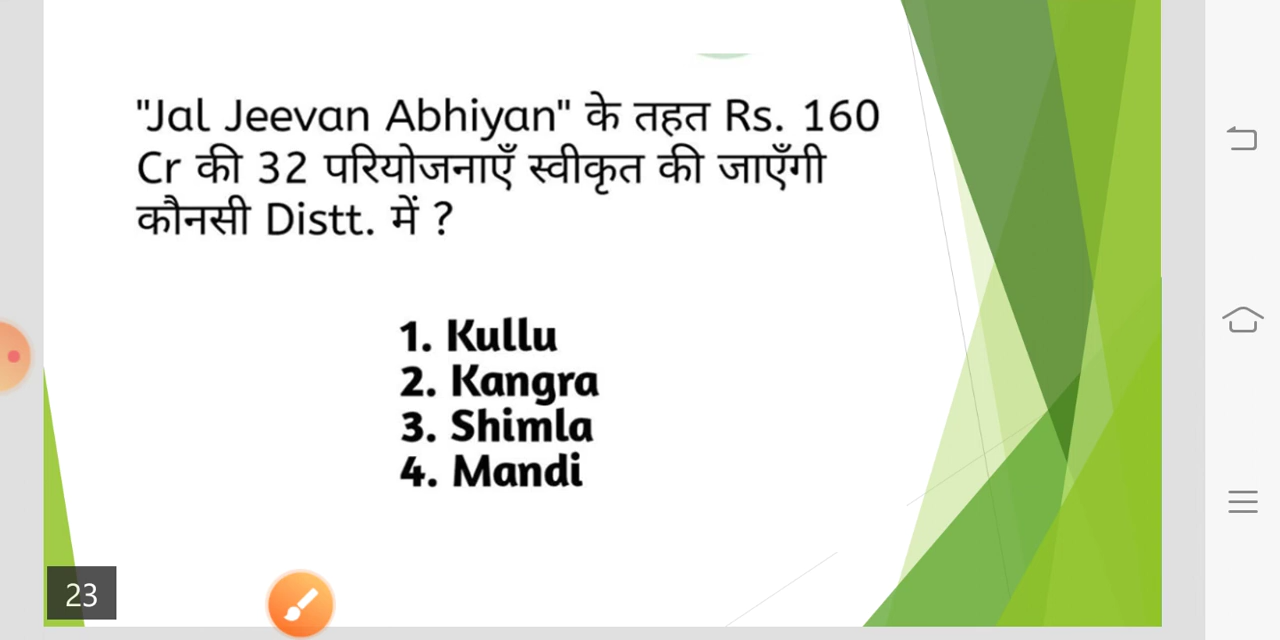 "Jal Jeevan Abhiyan" के तहत Rs. 160
Cr की 32 परियोजनाएँ स्वीकृत की जाएँगी
कौनसी Distt. में ?
1. Kullu
2. Kangra
3. Shimla
4. Mandi
23